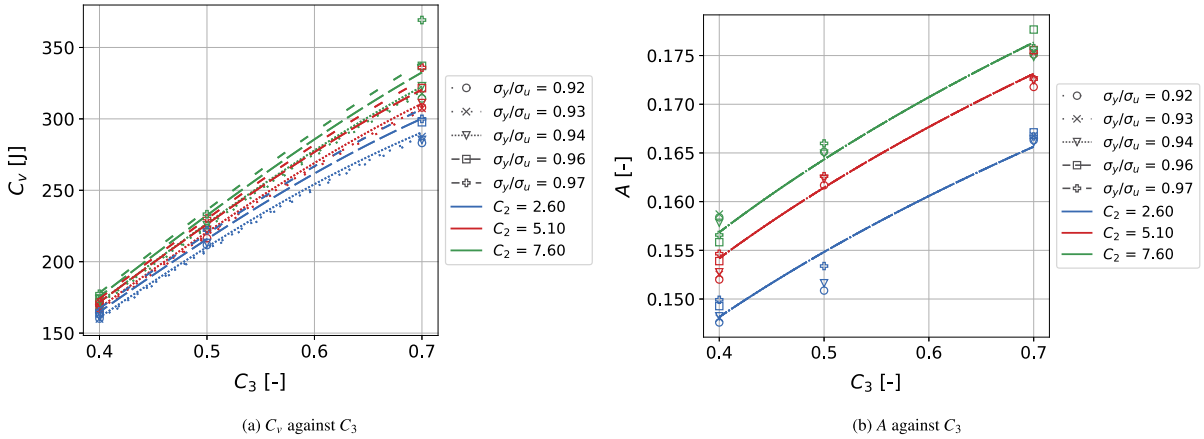 350
300
250
200
150
C_v [J]
0.4 0.5 0.6 0.7
C_3 [-]
σ_y/σ_u = 0.92
σ_y/σ_u = 0.93
σ_y/σ_u = 0.94
σ_y/σ_u = 0.96
σ_y/σ_u = 0.97
C_2 = 2.60
C_2 = 5.10
C_2 = 7.60
(a) C_v against C_3
0.175
0.170
0.165
0.160
0.155
0.150
A [-]
0.4 0.5 0.6 0.7
C_3 [-]
σ_y/σ_u = 0.92
σ_y/σ_u = 0.93
σ_y/σ_u = 0.94
σ_y/σ_u = 0.96
σ_y/σ_u = 0.97
C_2 = 2.60
C_2 = 5.10
C_2 = 7.60
(b) A against C_3